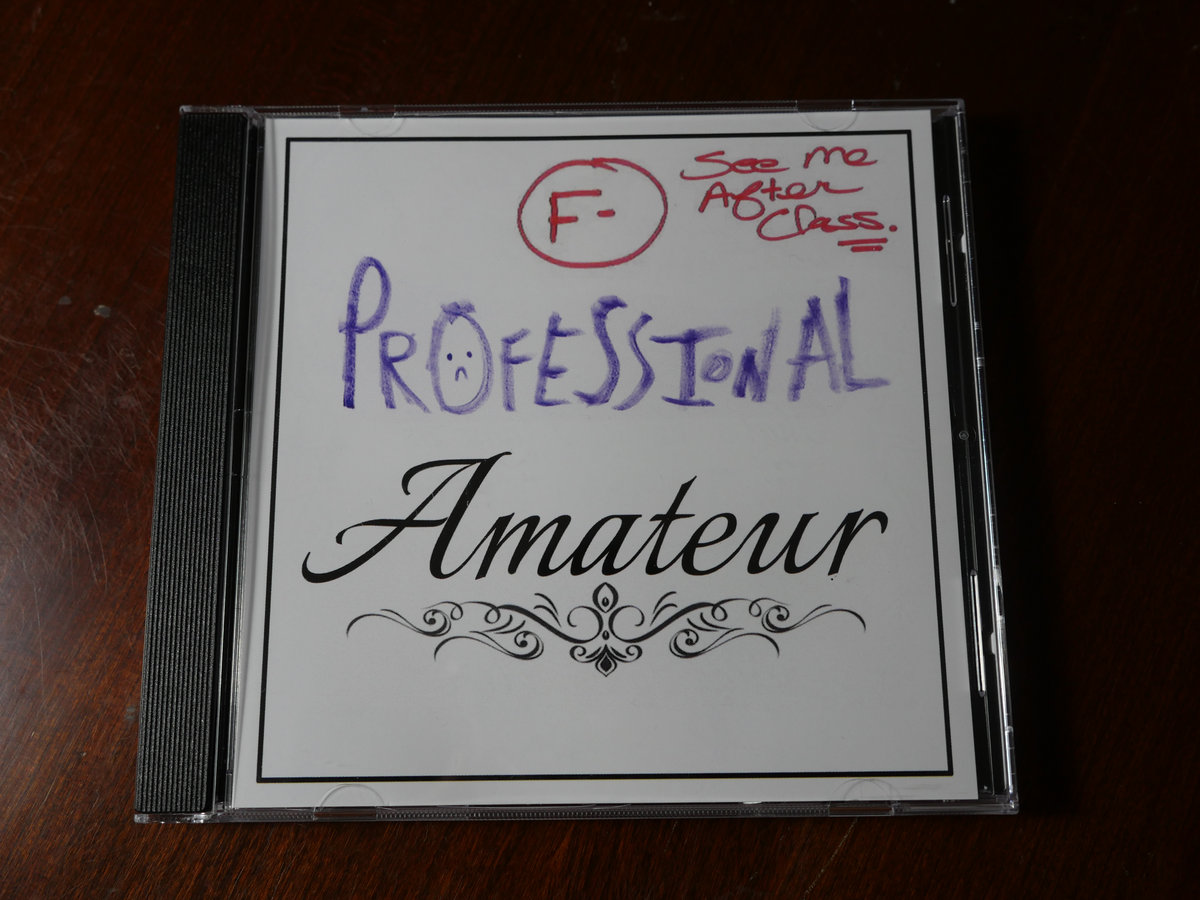 F-
See me
After
Class.
PROFESSIONAL
Amateur